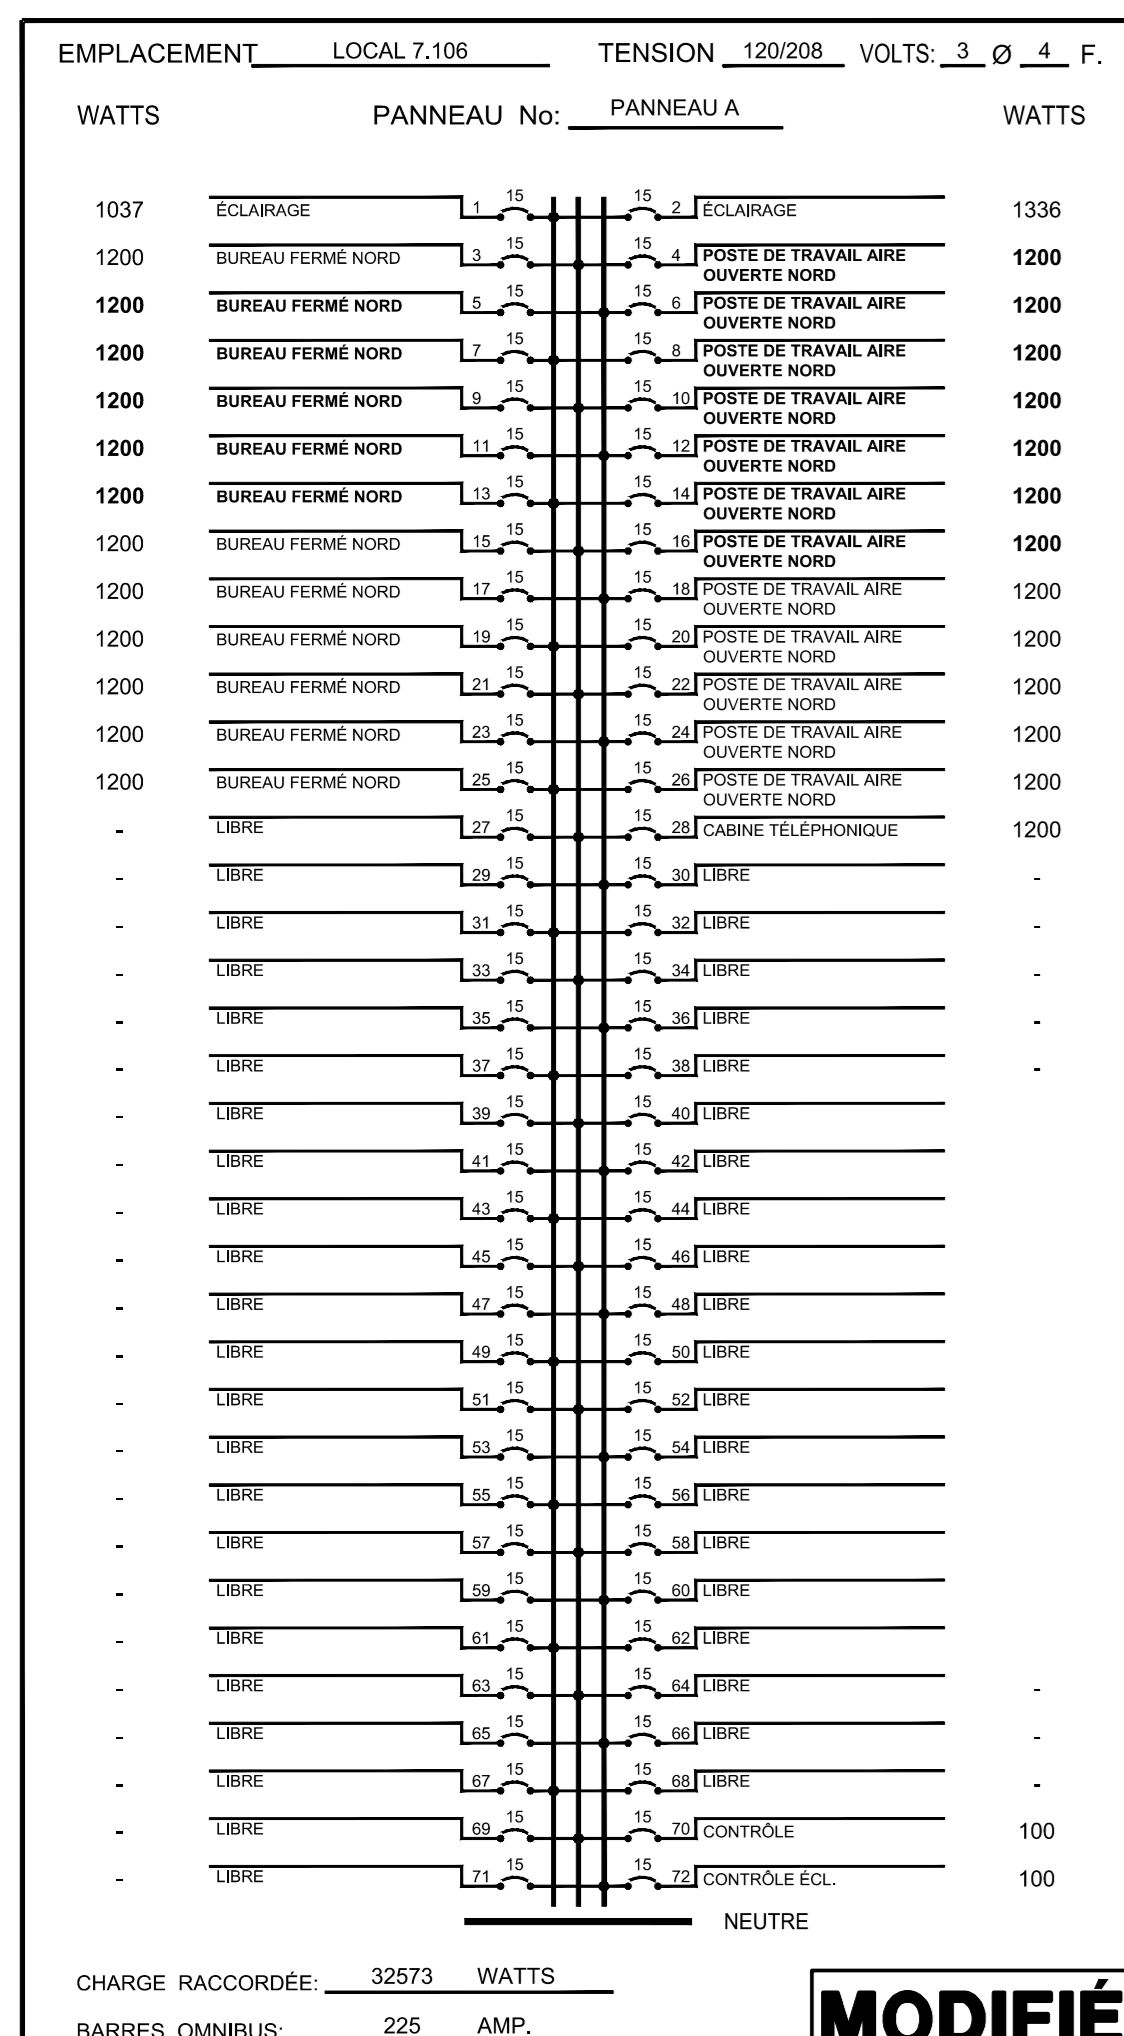 EMPLACEMENT LOCAL 7.106 TENSION 120/208 VOLTS: 3 Ø 4 F.
WATTS PANNEAU No: PANNEAU A WATTS
1037 ÉCLAIRAGE 1 15 15 2 ÉCLAIRAGE 1336
1200 BUREAU FERMÉ NORD 3 15 15 4 POSTE DE TRAVAIL AIRE 1200
OUVERTE NORD
1200 BUREAU FERMÉ NORD 5 15 15 6 POSTE DE TRAVAIL AIRE 1200
OUVERTE NORD
1200 BUREAU FERMÉ NORD 7 15 15 8 POSTE DE TRAVAIL AIRE 1200
OUVERTE NORD
1200 BUREAU FERMÉ NORD 9 15 15 10 POSTE DE TRAVAIL AIRE 1200
OUVERTE NORD
1200 BUREAU FERMÉ NORD 11 15 15 12 POSTE DE TRAVAIL AIRE 1200
OUVERTE NORD
1200 BUREAU FERMÉ NORD 13 15 15 14 POSTE DE TRAVAIL AIRE 1200
OUVERTE NORD
1200 BUREAU FERMÉ NORD 15 15 15 16 POSTE DE TRAVAIL AIRE 1200
OUVERTE NORD
1200 BUREAU FERMÉ NORD 17 15 15 18 POSTE DE TRAVAIL AIRE 1200
OUVERTE NORD
1200 BUREAU FERMÉ NORD 19 15 15 20 POSTE DE TRAVAIL AIRE 1200
OUVERTE NORD
1200 BUREAU FERMÉ NORD 21 15 15 22 POSTE DE TRAVAIL AIRE 1200
OUVERTE NORD
1200 BUREAU FERMÉ NORD 23 15 15 24 POSTE DE TRAVAIL AIRE 1200
OUVERTE NORD
1200 BUREAU FERMÉ NORD 25 15 15 26 POSTE DE TRAVAIL AIRE 1200
OUVERTE NORD
- LIBRE 27 15 15 28 CABINE TÉLÉPHONIQUE 1200
- LIBRE 29 15 15 30 LIBRE -
- LIBRE 31 15 15 32 LIBRE -
- LIBRE 33 15 15 34 LIBRE -
- LIBRE 35 15 15 36 LIBRE -
- LIBRE 37 15 15 38 LIBRE -
- LIBRE 39 15 15 40 LIBRE
- LIBRE 41 15 15 42 LIBRE
- LIBRE 43 15 15 44 LIBRE
- LIBRE 45 15 15 46 LIBRE
- LIBRE 47 15 15 48 LIBRE
- LIBRE 49 15 15 50 LIBRE
- LIBRE 51 15 15 52 LIBRE
- LIBRE 53 15 15 54 LIBRE
- LIBRE 55 15 15 56 LIBRE
- LIBRE 57 15 15 58 LIBRE
- LIBRE 59 15 15 60 LIBRE
- LIBRE 61 15 15 62 LIBRE
- LIBRE 63 15 15 64 LIBRE -
- LIBRE 65 15 15 66 LIBRE -
- LIBRE 67 15 15 68 LIBRE -
- LIBRE 69 15 15 70 CONTRÔLE 100
- LIBRE 71 15 15 72 CONTRÔLE ÉCL. 100
NEUTRE
CHARGE RACCORDÉE: 32573 WATTS
BARRES OMNIBUS: 225 AMP.
MODIFIÉ